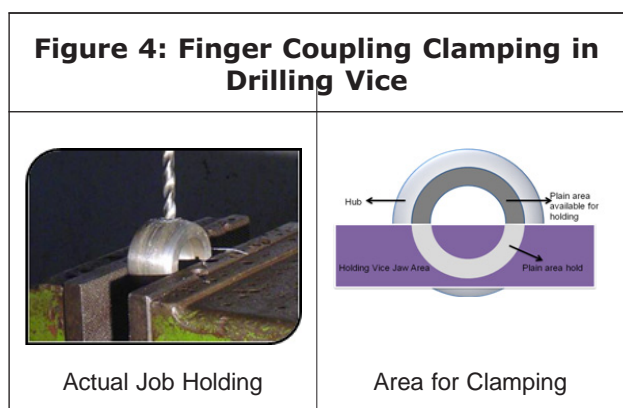 Figure 4: Finger Coupling Clamping in
Drilling Vice
Hub
Plain area
available for
holding
Holding Vice Jaw Area
Plain area hold
Actual Job Holding
Area for Clamping